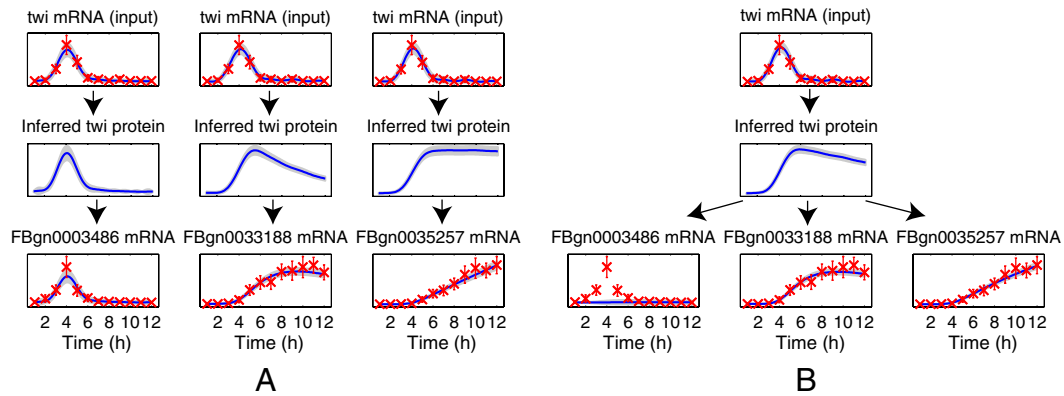 twi mRNA (input) twi mRNA (input) twi mRNA (input)
Inferred twi protein Inferred twi protein Inferred twi protein
FBgn0003486 mRNA FBgn0033188 mRNA FBgn0035257 mRNA
2 4 6 8 10 12 2 4 6 8 10 12 2 4 6 8 10 12
Time (h) Time (h) Time (h)
A
twi mRNA (input)
Inferred twi protein
FBgn0003486 mRNA FBgn0033188 mRNA FBgn0035257 mRNA
2 4 6 8 10 12 2 4 6 8 10 12 2 4 6 8 10 12
Time (h) Time (h) Time (h)
B